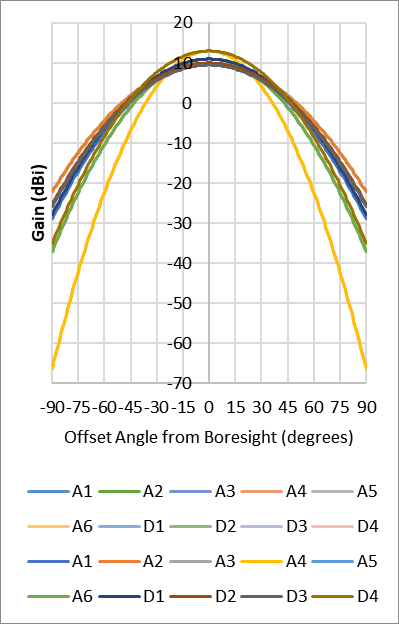 20
10
0
-10
-20
-30
-40
-50
-60
-70
Gain (dBi)
-90 -75 -60 -45 -30 -15 0 15 30 45 60 75 90
Offset Angle from Boresight (degrees)
A1 A2 A3 A4 A5
A6 D1 D2 D3 D4
A1 A2 A3 A4 A5
A6 D1 D2 D3 D4